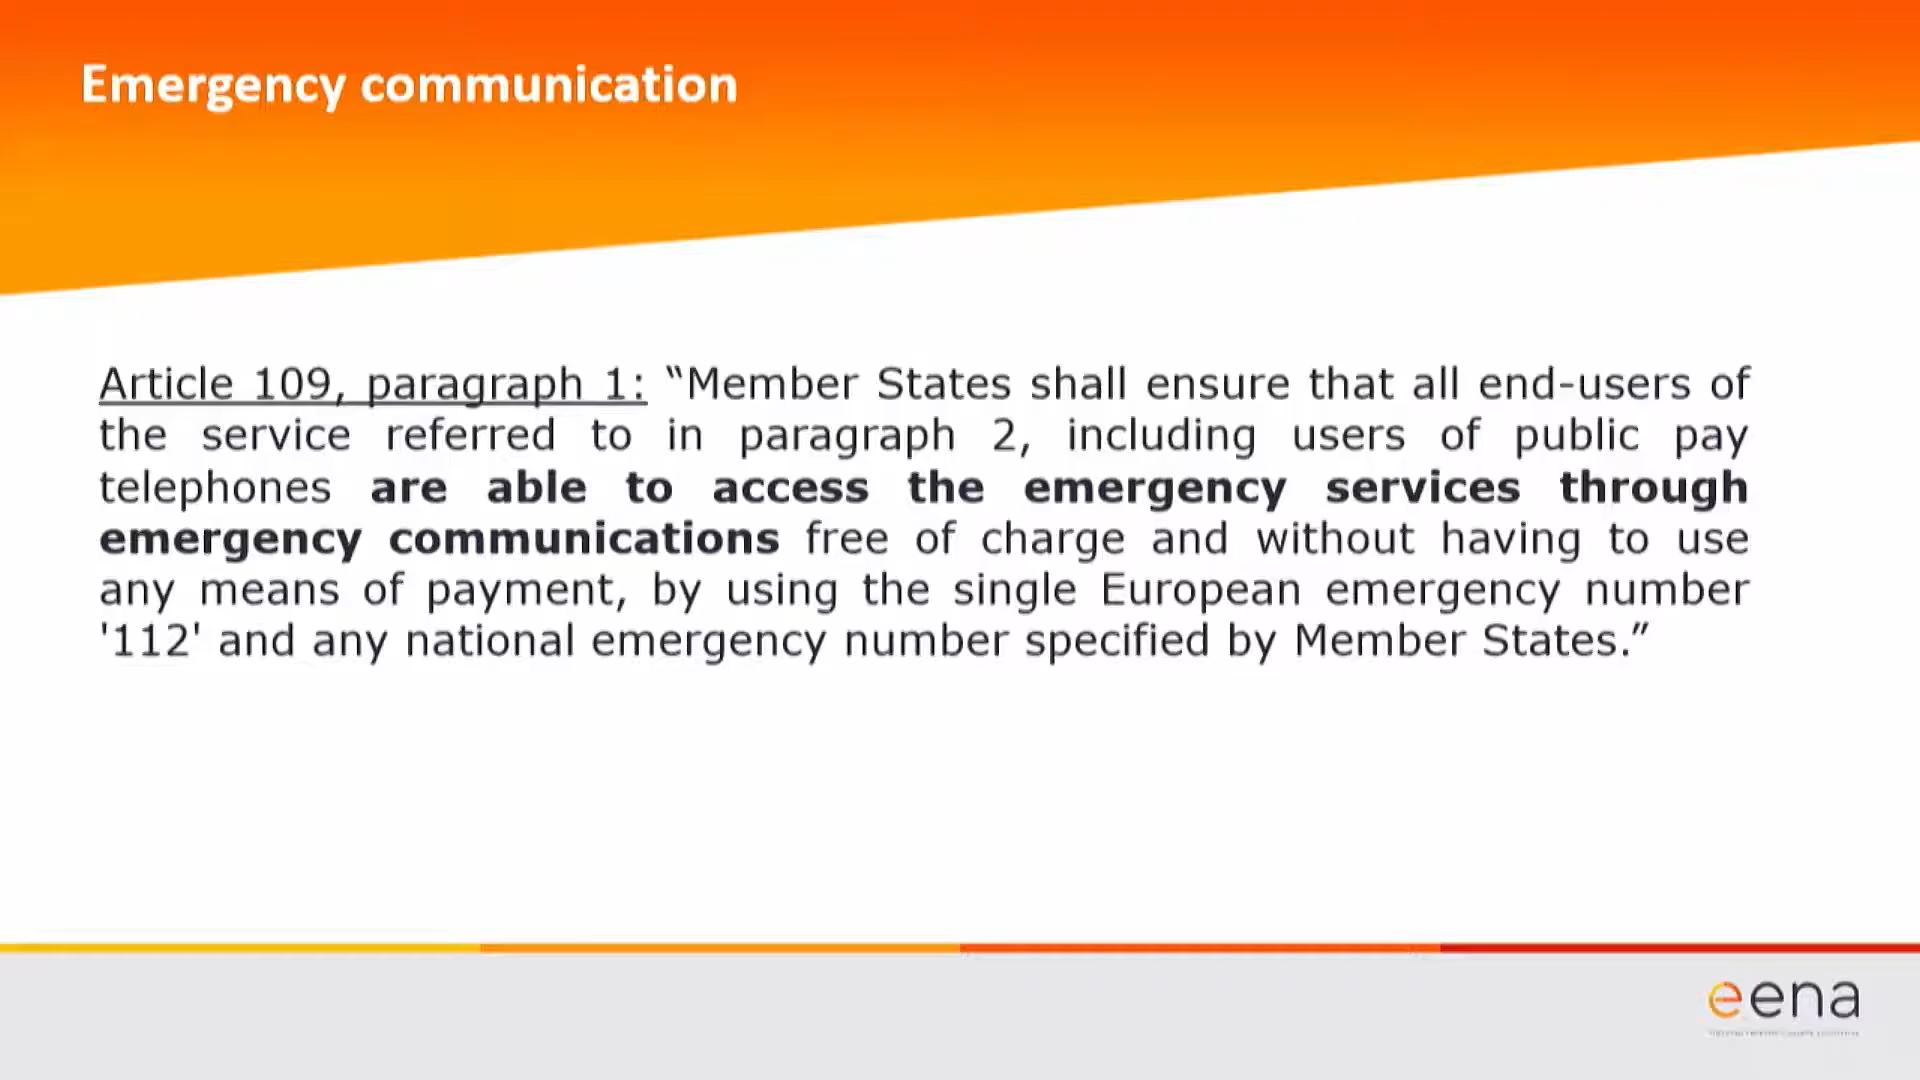 Emergency communication
Article 109, paragraph 1: “Member States shall ensure that all end-users of
the service referred to in paragraph 2, including users of public pay
telephones are able to access the emergency services through
emergency communications free of charge and without having to use
any means of payment, by using the single European emergency number
'112' and any national emergency number specified by Member States.”
eena